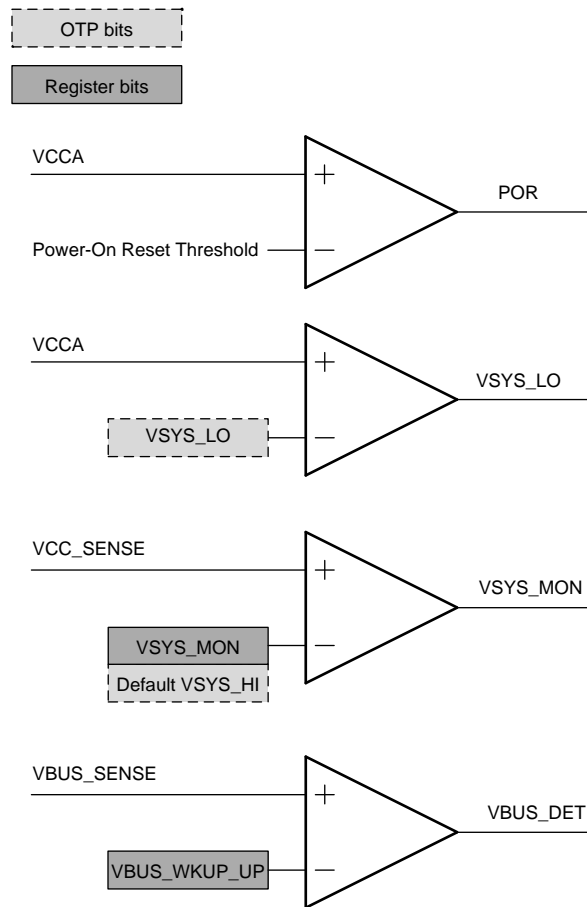 OTP bits
Register bits
VCCA
+
POR
Power-On Reset Threshold
−
VCCA
+
VSYS_LO
VSYS_LO
−
VCC_SENSE
+
VSYS_MON
VSYS_MON
−
Default VSYS_HI
VBUS_SENSE
+
VBUS_DET
VBUS_WKUP_UP
−